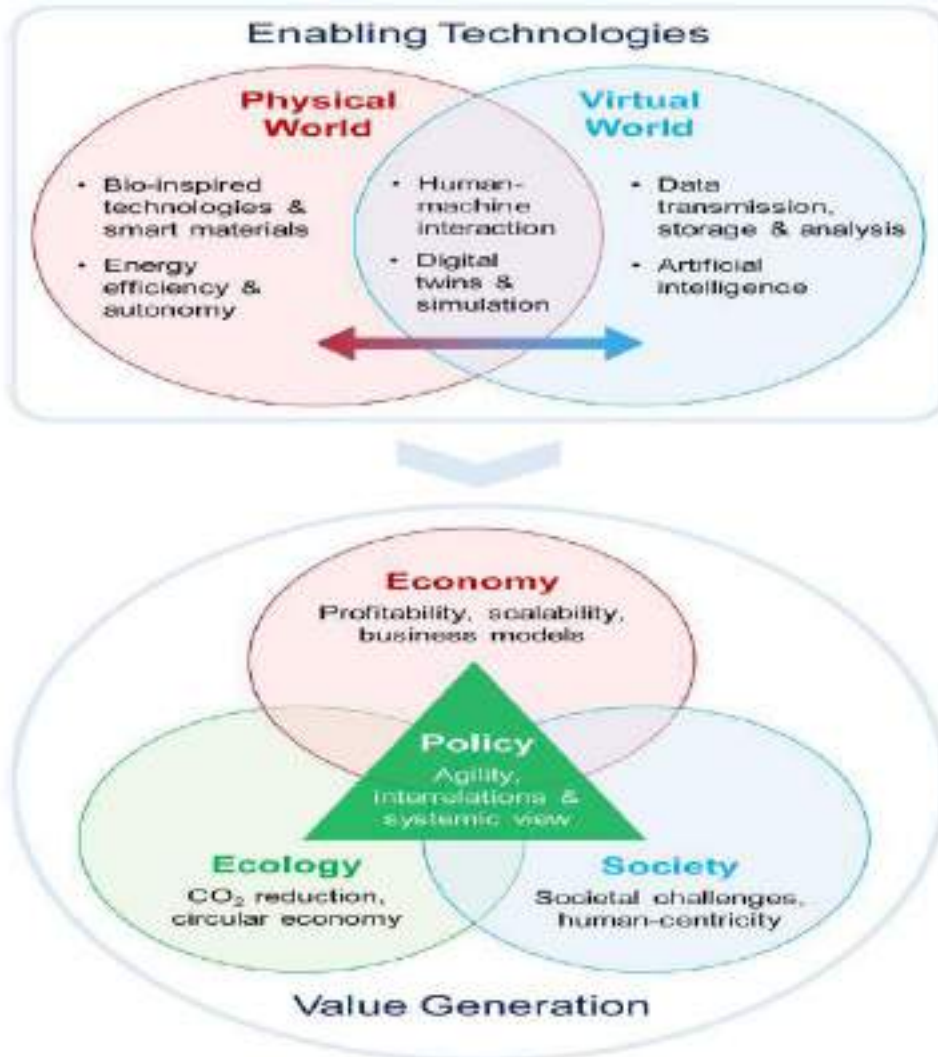 Enabling Technologies
Physical
World
• Bio-inspired
technologies &
smart materials
• Energy
efficiency &
autonomy
• Human-
machine
interaction
• Digital
twins &
simulation
Virtual
World
• Data
transmission,
storage & analysis
• Artificial
intelligence
Economy
Profitability, scalability,
business models
Policy
Agility,
interrelations &
systemic view
Ecology
CO₂ reduction,
circular economy
Society
Societal challenges,
human-centricity
Value Generation